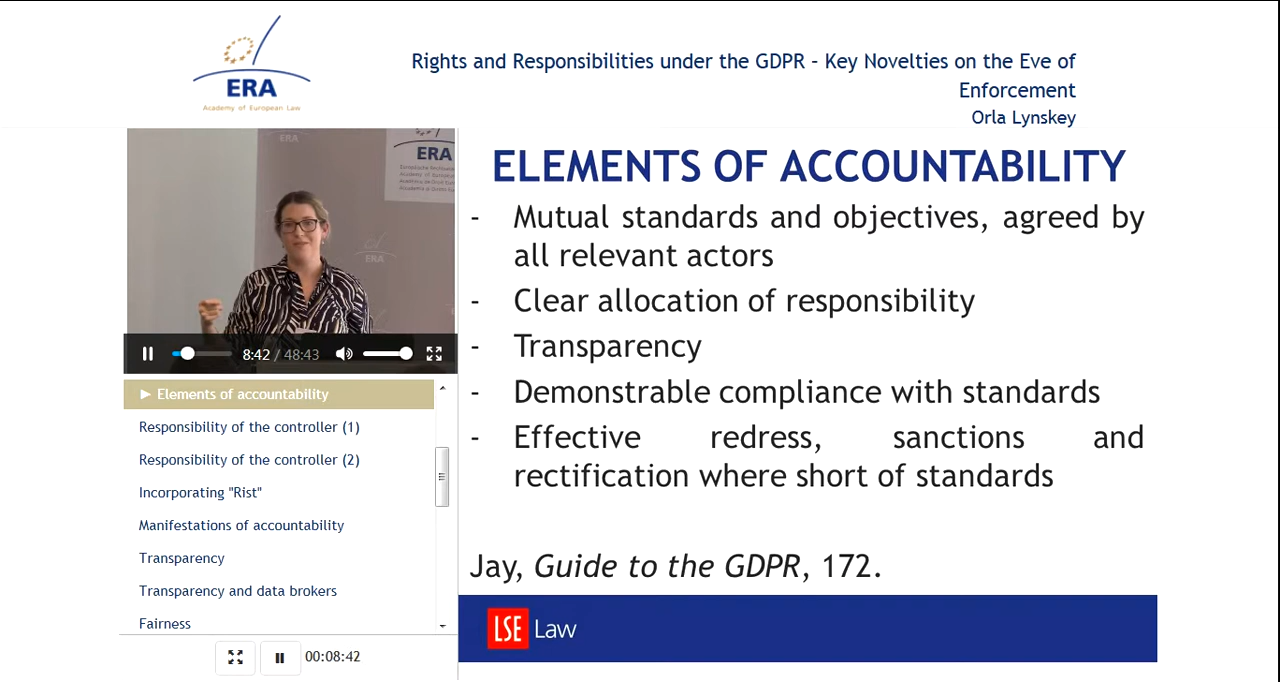 ERA
Academy of European Law
Rights and Responsibilities under the GDPR - Key Novelties on the Eve of
Enforcement
Orla Lynskey
ERA
ERA
ERA
8:42 / 48:43
► Elements of accountability
Responsibility of the controller (1)
Responsibility of the controller (2)
Incorporating "Rist"
Manifestations of accountability
Transparency
Transparency and data brokers
Fairness
00:08:42
ELEMENTS OF ACCOUNTABILITY
- Mutual standards and objectives, agreed by
all relevant actors
- Clear allocation of responsibility
- Transparency
- Demonstrable compliance with standards
- Effective redress, sanctions and
rectification where short of standards
Jay, Guide to the GDPR, 172.
LSE Law